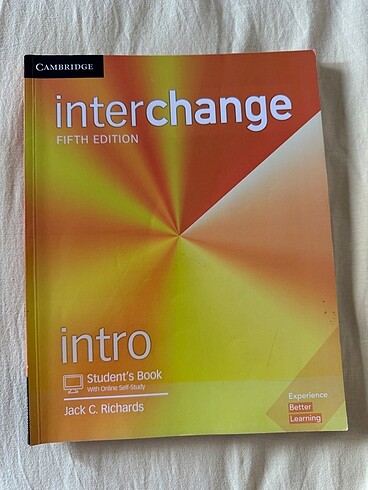 CAMBRIDGE
interchange
FIFTH EDITION
intro
Student's Book
With Online Self-Study
Jack C. Richards
Experience
Better
Learning